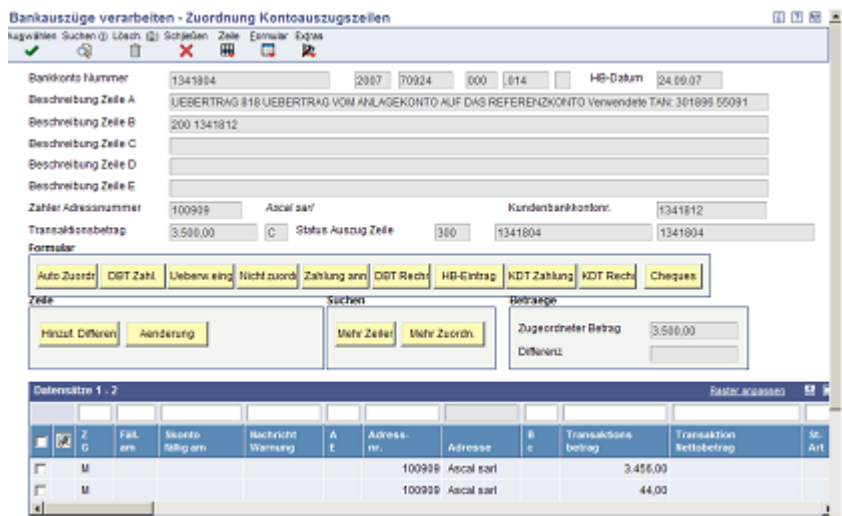 Bankauszüge verarbeiten - Zuordnung Kontoauszugszeilen
Auswählen Suchen (I) Lösch. (D) Schließen Zeile Formular Extras
Bankkonto Nummer 1341804 2007 70924 000 .014 HB-Datum 24.09.07
Beschreibung Zeile A UEBERTRAG 818 UEBERTRAG VOM ANLAGEKONTO AUF DAS REFERENZKONTO Verwendete TAN: 301896 55091
Beschreibung Zeile B 200 1341812
Beschreibung Zeile C
Beschreibung Zeile D
Beschreibung Zeile E
Zahler Adressnummer 100909 Ascal sarl Kundenbankkontonr. 1341812
Transaktionsbetrag 3.500,00 C Status Auszug Zeile 300 1341804 1341804
Formular
Auto Zuordr DBT Zahl. Ueberw.eing Nicht zuordi Zahlung ann DBT Rechi HB-Eintrag KDT Zahlung KDT Rechi Cheques
Zeile Suchen Betraege
Hinzuf. Differen Aenderung Mehr Zeiler Mehr Zuordn. Zugeordneter Betrag 3.500,00
Differenz
Datensätze 1 - 2 Raster anpassen
Z G Fäll. am Skonto fällig am Nachricht Warnung A E Adress-nr. Adresse B c Transaktions betrag Transaktion Nettobetrag St.-Art
M 100909 Ascal sarl 3.456,00
M 100909 Ascal sarl 44,00